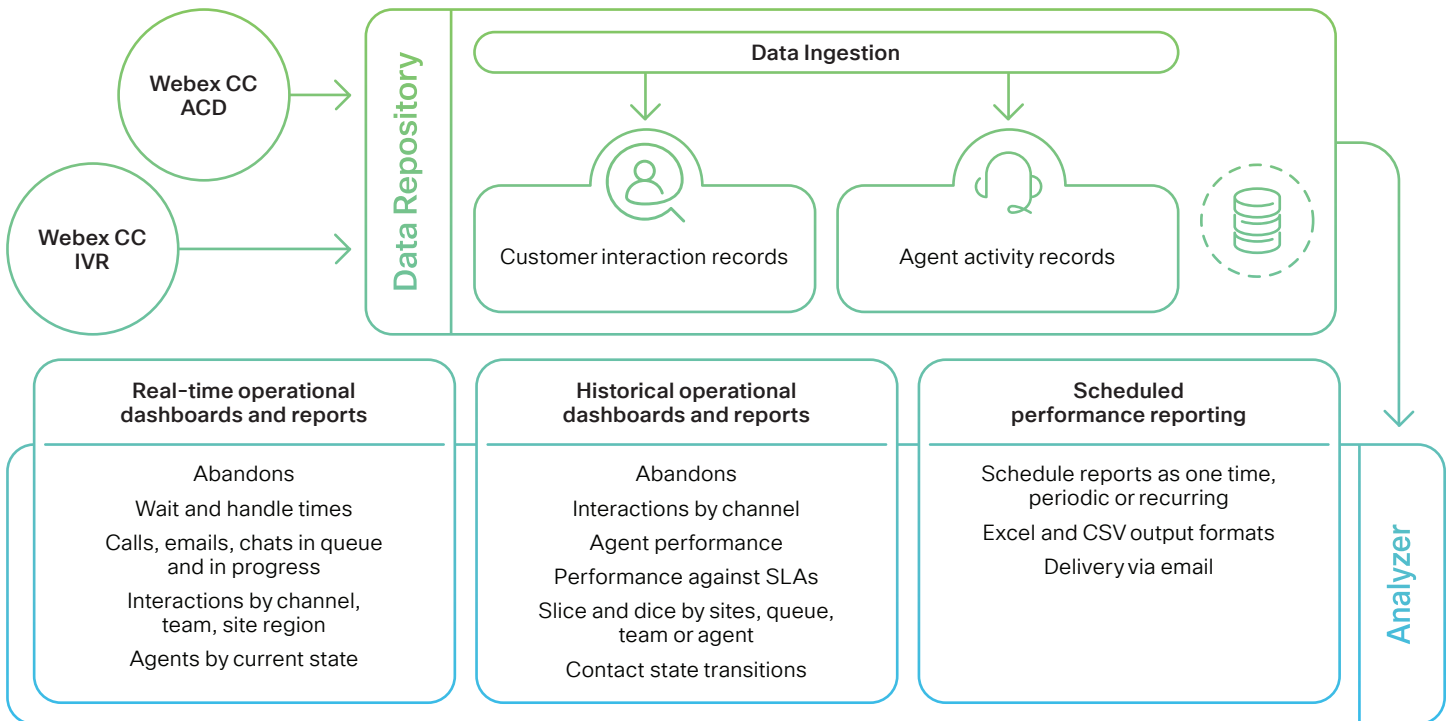 Webex CC
ACD
Webex CC
IVR
Data Repository
Data Ingestion
Customer interaction records
Agent activity records
Real-time operational
dashboards and reports
Abandons
Wait and handle times
Calls, emails, chats in queue
and in progress
Interactions by channel,
team, site region
Agents by current state
Historical operational
dashboards and reports
Abandons
Interactions by channel
Agent performance
Performance against SLAs
Slice and dice by sites, queue,
team or agent
Contact state transitions
Scheduled
performance reporting
Schedule reports as one time,
periodic or recurring
Excel and CSV output formats
Delivery via email
Analyzer